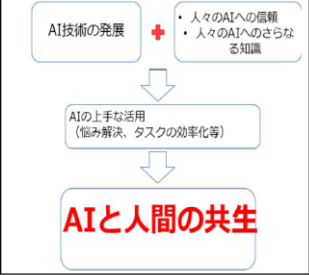 AI技術の発展
・ 人々のAIへの信頼
・ 人々のAIへのさらな
る知識
AIの上手な活用
（悩み解決、タスクの効率化等）
AIと人間の共生